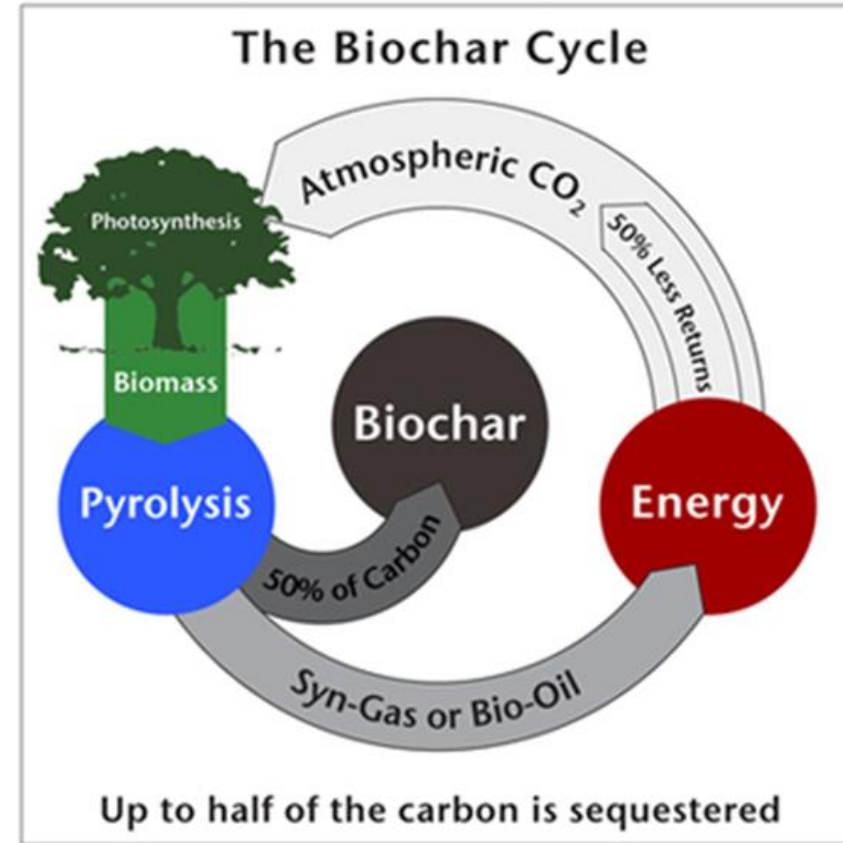 The Biochar Cycle
Atmospheric CO₂
50% Less Returns
Photosynthesis
Biomass
Pyrolysis
Biochar
Energy
50% of Carbon
Syn-Gas or Bio-Oil
Up to half of the carbon is sequestered